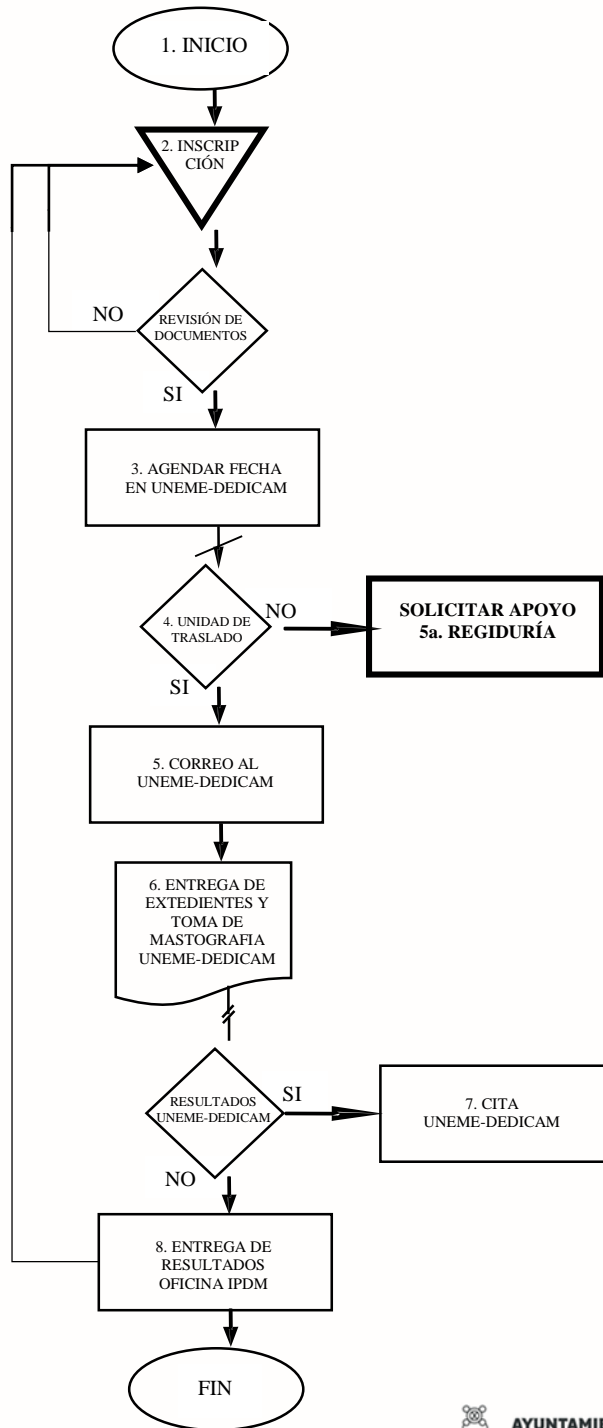 1. INICIO
2. INSCRIP
CIÓN
NO
REVISIÓN DE
DOCUMENTOS
SI
3. AGENDAR FECHA
EN UNEME-DEDICAM
4. UNIDAD DE
TRASLADO
NO
SOLICITAR APOYO
5a. REGIDURÍA
SI
5. CORREO AL
UNEME-DEDICAM
6. ENTREGA DE
EXTEDIENTES Y
TOMA DE
MASTOGRAFIA
UNEME-DEDICAM
RESULTADOS
UNEME-DEDICAM
SI
7. CITA
UNEME-DEDICAM
NO
8. ENTREGA DE
RESULTADOS
OFICINA IPDM
FIN